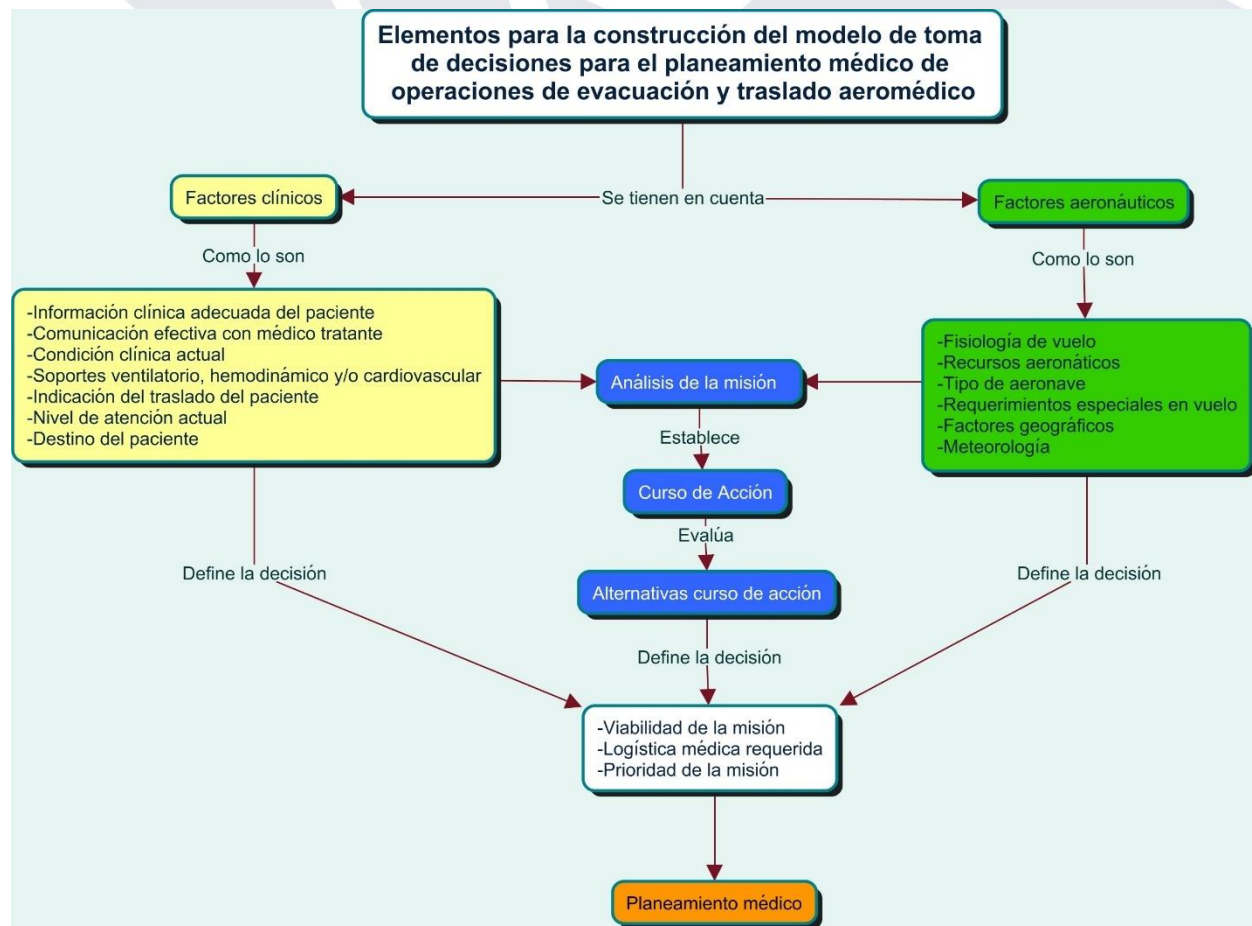 Elementos para la construcción del modelo de toma
de decisiones para el planeamiento médico de
operaciones de evacuación y traslado aeromédico
Factores clínicos
Se tienen en cuenta
Factores aeronáuticos
Como lo son
Como lo son
-Información clínica adecuada del paciente
-Comunicación efectiva con médico tratante
-Condición clínica actual
-Soportes ventilatorio, hemodinámico y/o cardiovascular
-Indicación del traslado del paciente
-Nivel de atención actual
-Destino del paciente
-Fisiología de vuelo
-Recursos aeronáticos
-Tipo de aeronave
-Requerimientos especiales en vuelo
-Factores geográficos
-Meteorología
Análisis de la misión
Establece
Curso de Acción
Evalúa
Alternativas curso de acción
Define la decisión
Define la decisión
Define la decisión
-Viabilidad de la misión
-Logística médica requerida
-Prioridad de la misión
Planeamiento médico